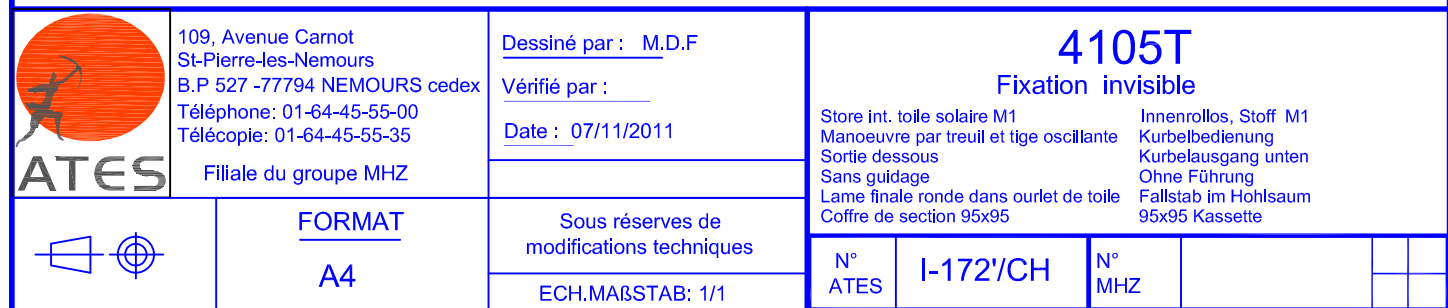 ATES
109, Avenue Carnot
St-Pierre-les-Nemours
B.P 527 -77794 NEMOURS cedex
Téléphone: 01-64-45-55-00
Télécopie: 01-64-45-55-35
Filiale du groupe MHZ
Dessiné par : M.D.F
Vérifié par :
Date : 07/11/2011
4105T
Fixation invisible
Store int. toile solaire M1
Manoeuvre par treuil et tige oscillante
Sortie dessous
Sans guidage
Lame finale ronde dans ourlet de toile
Coffre de section 95x95
Innenrollos, Stoff M1
Kurbelbedienung
Kurbelausgang unten
Ohne Führung
Fallstab im Hohlsaum
95x95 Kassette
FORMAT
A4
Sous réserves de
modifications techniques
ECH.MAßSTAB: 1/1
N°
ATES
I-172'/CH
N°
MHZ